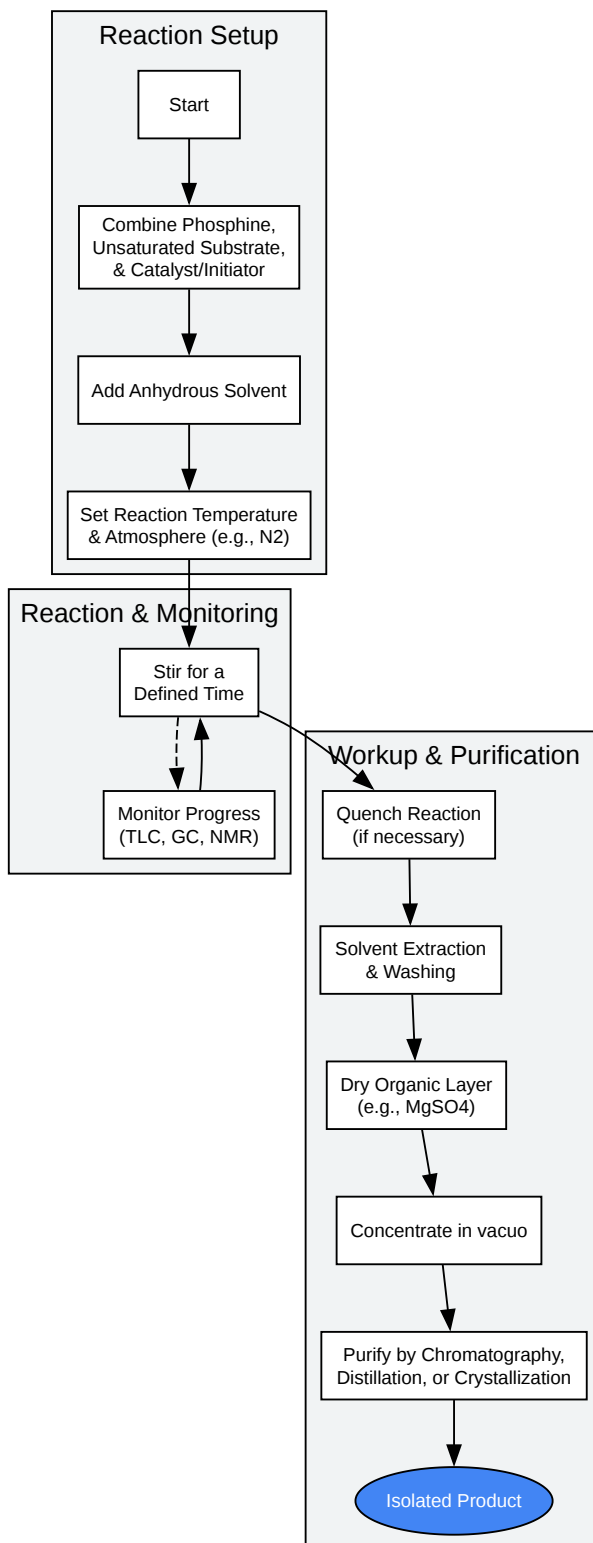 Reaction Setup
Start
Combine Phosphine,
Unsaturated Substrate,
& Catalyst/Initiator
Add Anhydrous Solvent
Set Reaction Temperature
& Atmosphere (e.g., N2)
Reaction & Monitoring
Stir for a
Defined Time
Monitor Progress
(TLC, GC, NMR)
Workup & Purification
Quench Reaction
(if necessary)
Solvent Extraction
& Washing
Dry Organic Layer
(e.g., MgSO4)
Concentrate in vacuo
Purify by Chromatography,
Distillation, or Crystallization
Isolated Product